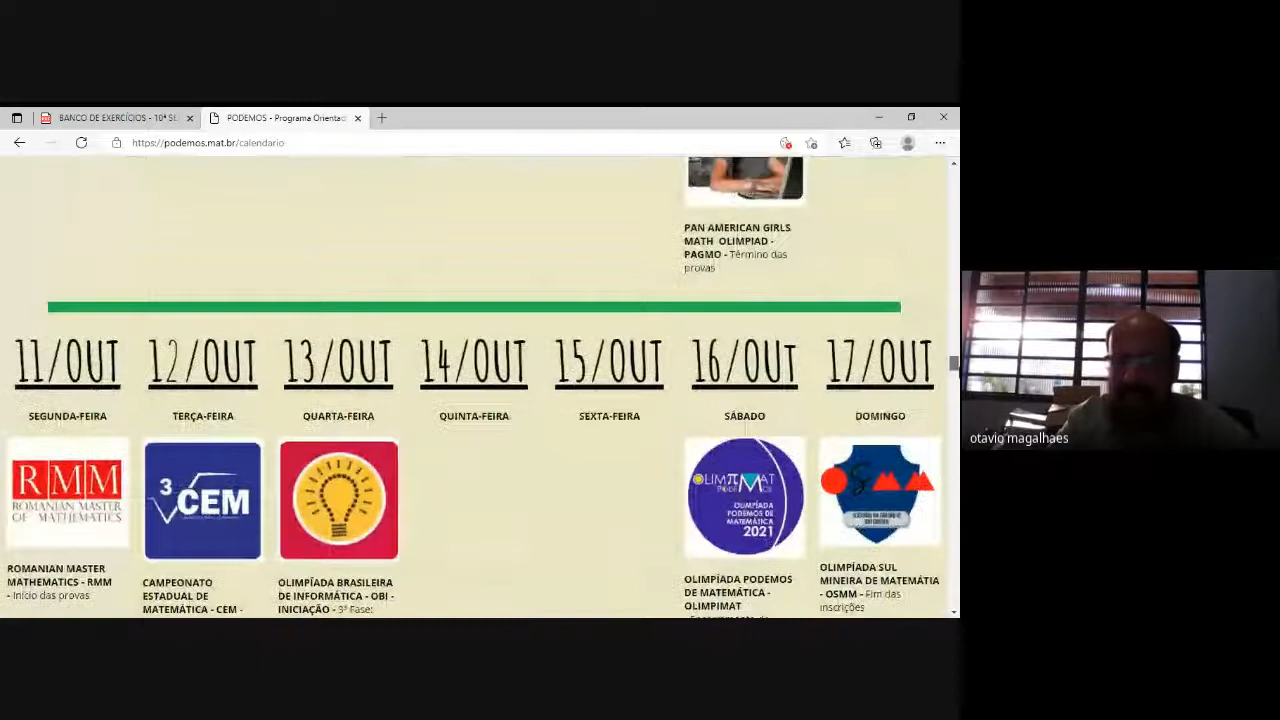 BANCO DE EXERCÍCIOS - 10ª SE
PODEMOS - Programa Orientac
https://podemos.mat.br/calendario
PAN AMERICAN GIRLS
MATH OLIMPIAD -
PAGMO - Término das
provas
11/OUT 12/OUT 13/OUT 14/OUT 15/OUT 16/OUT 17/OUT
SEGUNDA-FEIRA TERÇA-FEIRA QUARTA-FEIRA QUINTA-FEIRA SEXTA-FEIRA SÁBADO DOMINGO
RMM
ROMANIAN MASTER
OF MATHEMATICS
3 CEM
OLIMπMAT
OLIMPÍADA
PODEMOS DE
MATEMÁTICA
2021
ROMANIAN MASTER
MATHEMATICS - RMM
- Início das provas
CAMPEONATO
ESTADUAL DE
MATEMÁTICA - CEM -
OLIMPÍADA BRASILEIRA
DE INFORMÁTICA - OBI -
INICIAÇÃO - 3ª Fase:
OLIMPÍADA PODEMOS
DE MATEMÁTICA -
OLIMPIMAT
OLIMPÍADA SUL
MINEIRA DE MATEMÁTIA
- OSMM - Fim das
inscrições
otavio magalhaes